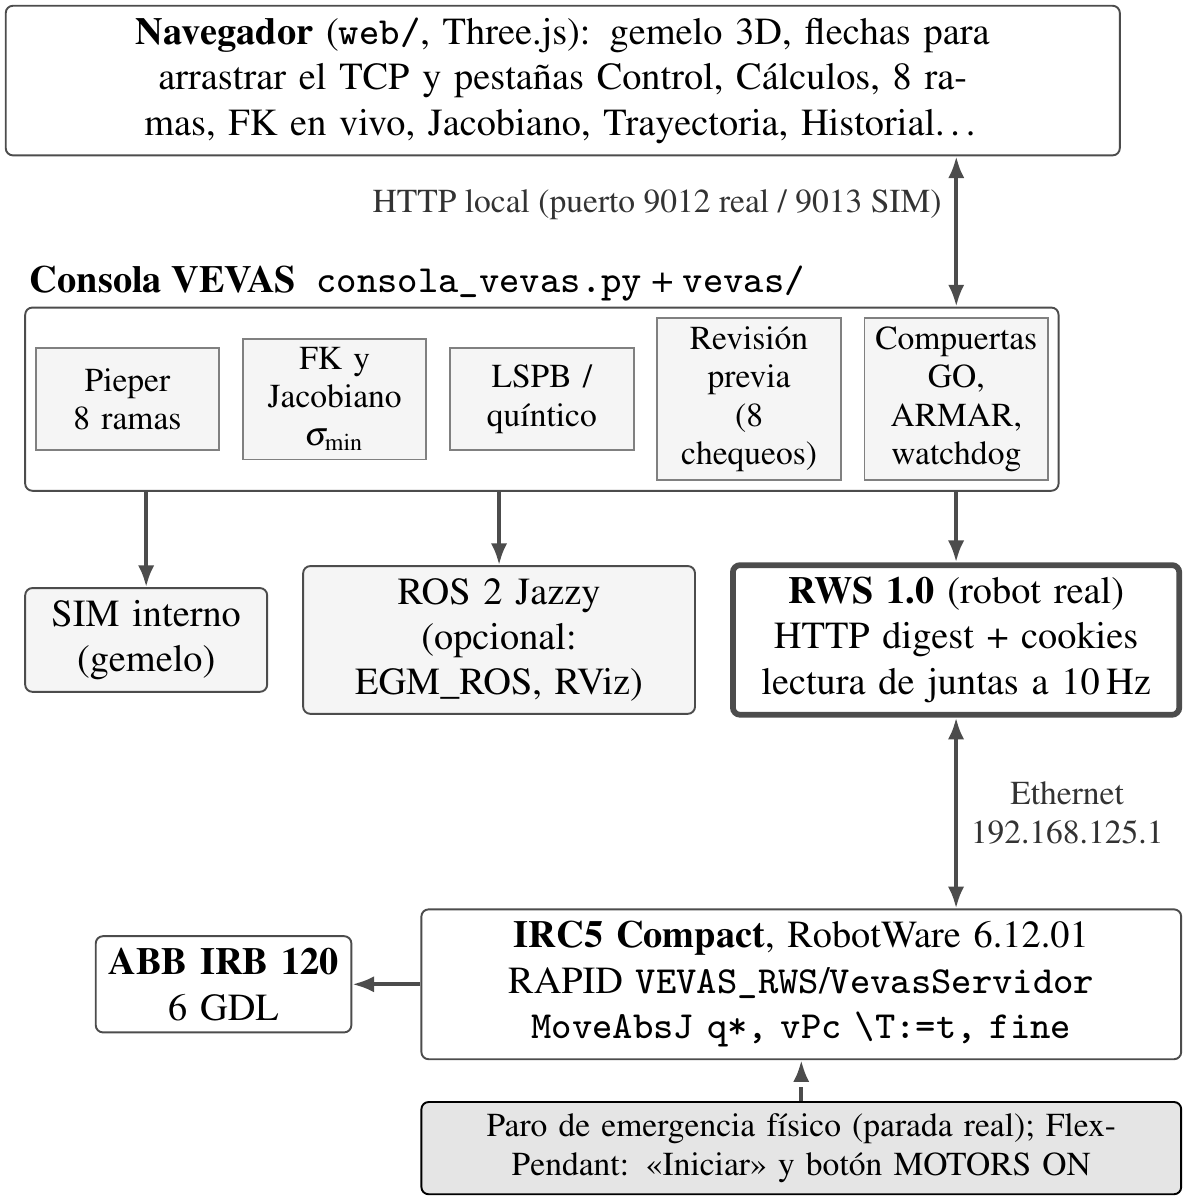 Navegador (web/, Three.js): gemelo 3D, flechas para
arrastrar el TCP y pestañas Control, Cálculos, 8 ra-
mas, FK en vivo, Jacobiano, Trayectoria, Historial...
HTTP local (puerto 9012 real / 9013 SIM)
Consola VEVAS consola_vevas.py + vevas/
Pieper
8 ramas
FK y
Jacobiano
σmin
LSPB /
quíntico
Revisión
previa
(8
chequeos)
Compuertas
GO,
ARMAR,
watchdog
SIM interno
(gemelo)
ROS 2 Jazzy
(opcional:
EGM_ROS, RViz)
RWS 1.0 (robot real)
HTTP digest + cookies
lectura de juntas a 10 Hz
Ethernet
192.168.125.1
ABB IRB 120
6 GDL
IRC5 Compact, RobotWare 6.12.01
RAPID VEVAS_RWS/VevasServidor
MoveAbsJ q*, vPc \T:=t, fine
Paro de emergencia físico (parada real); Flex-
Pendant: «Iniciar» y botón MOTORS ON